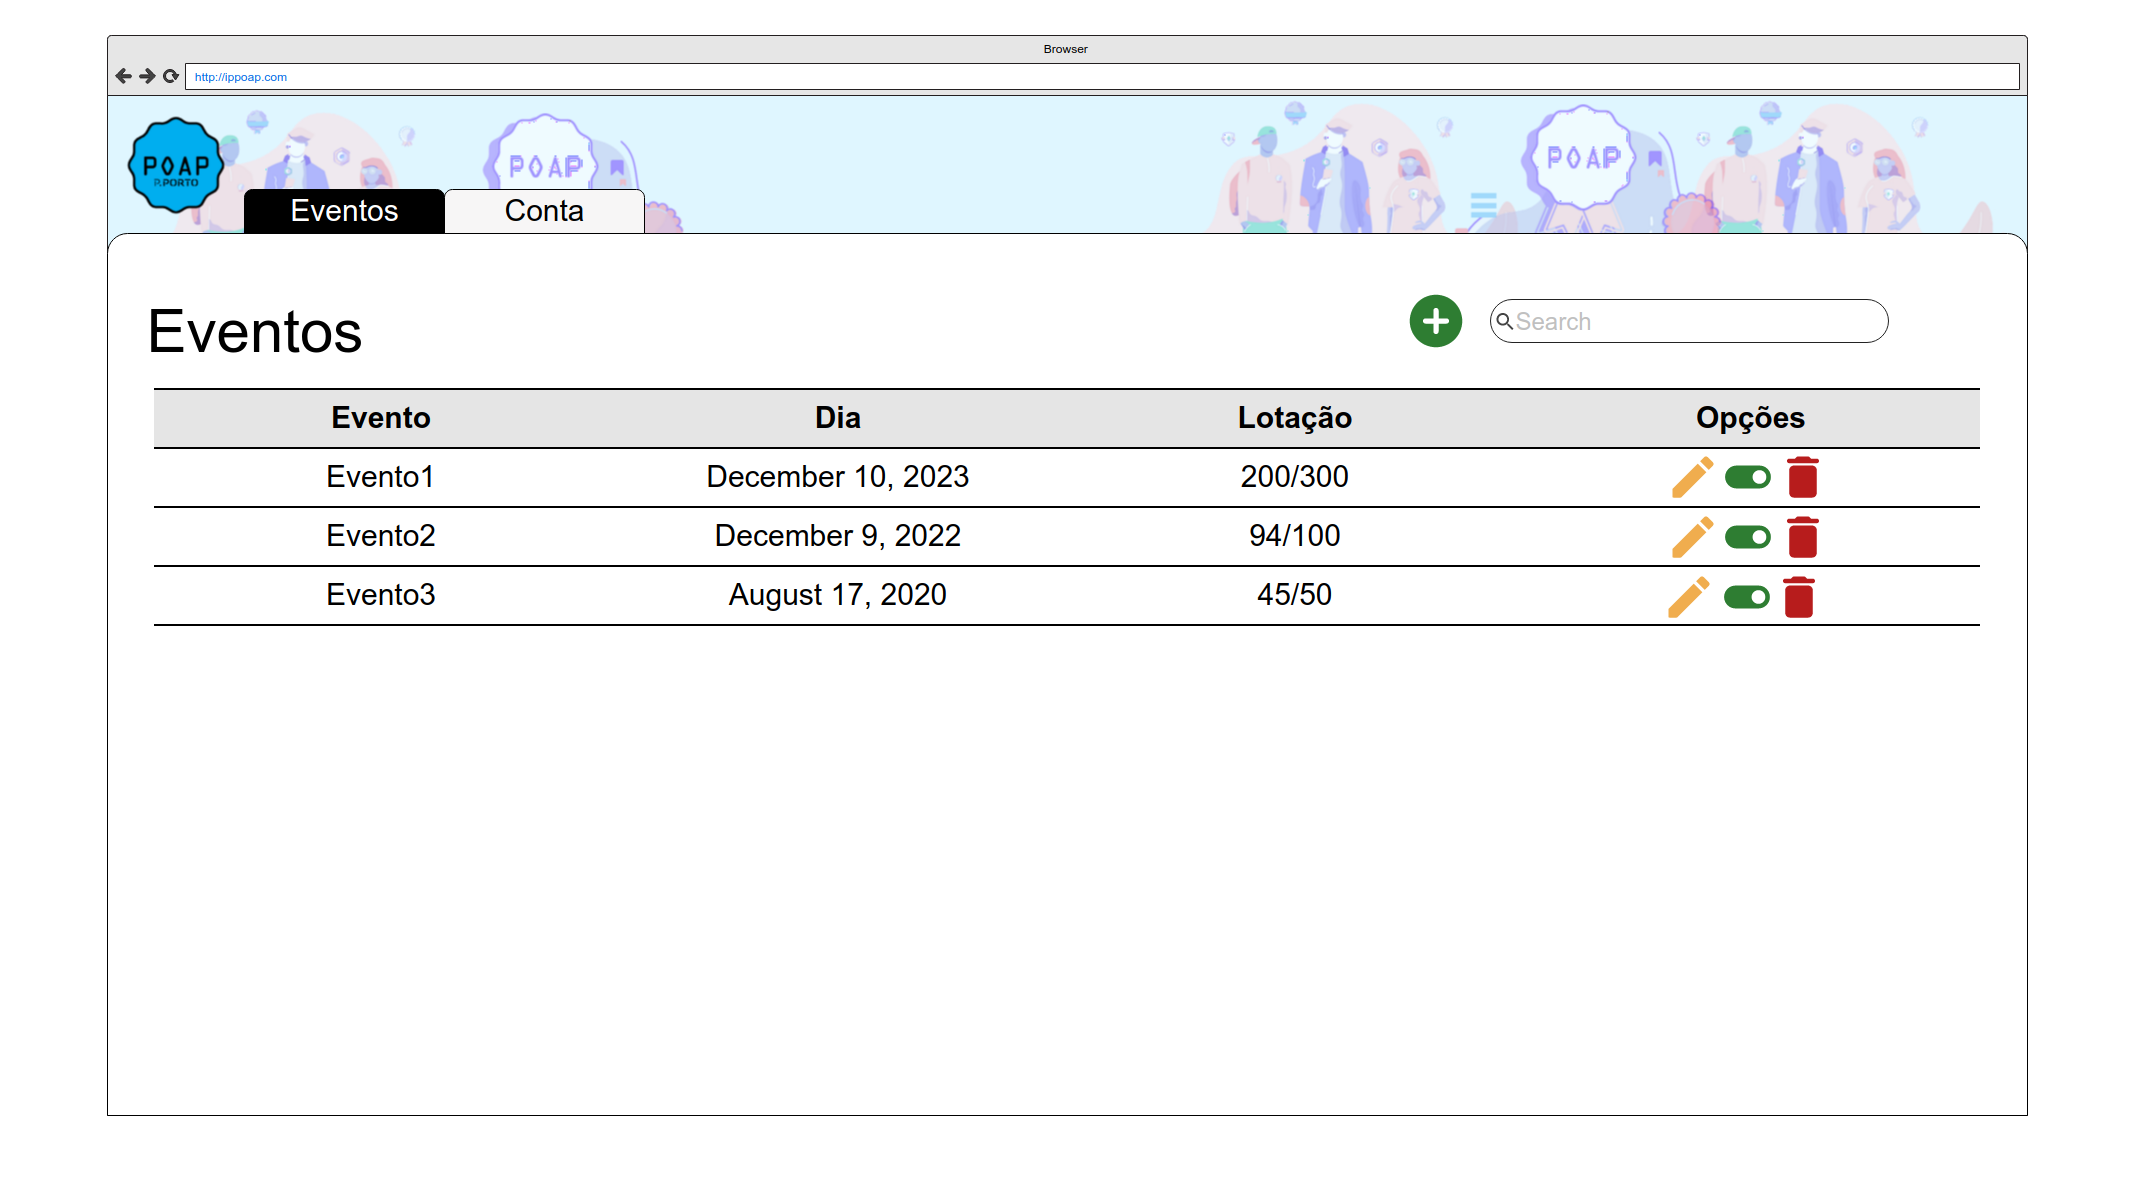 Browser
http://ippoap.com
POAP
P.PORTO
POAP
POAP
Eventos Conta
Eventos
Search
Evento Dia Lotação Opções
Evento1 December 10, 2023 200/300
Evento2 December 9, 2022 94/100
Evento3 August 17, 2020 45/50